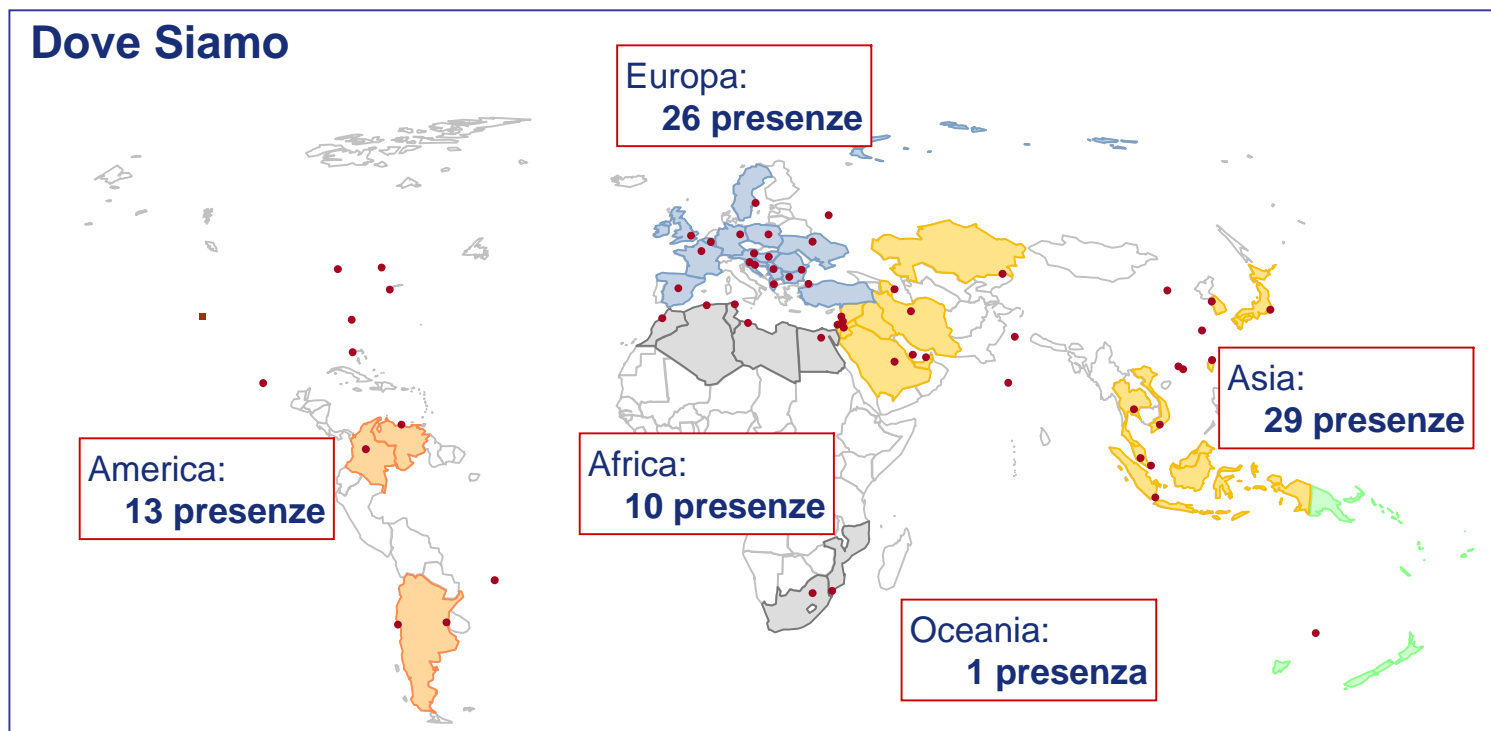 Dove Siamo
Europa:
26 presenze
Asia:
29 presenze
America:
13 presenze
Africa:
10 presenze
Oceania:
1 presenza